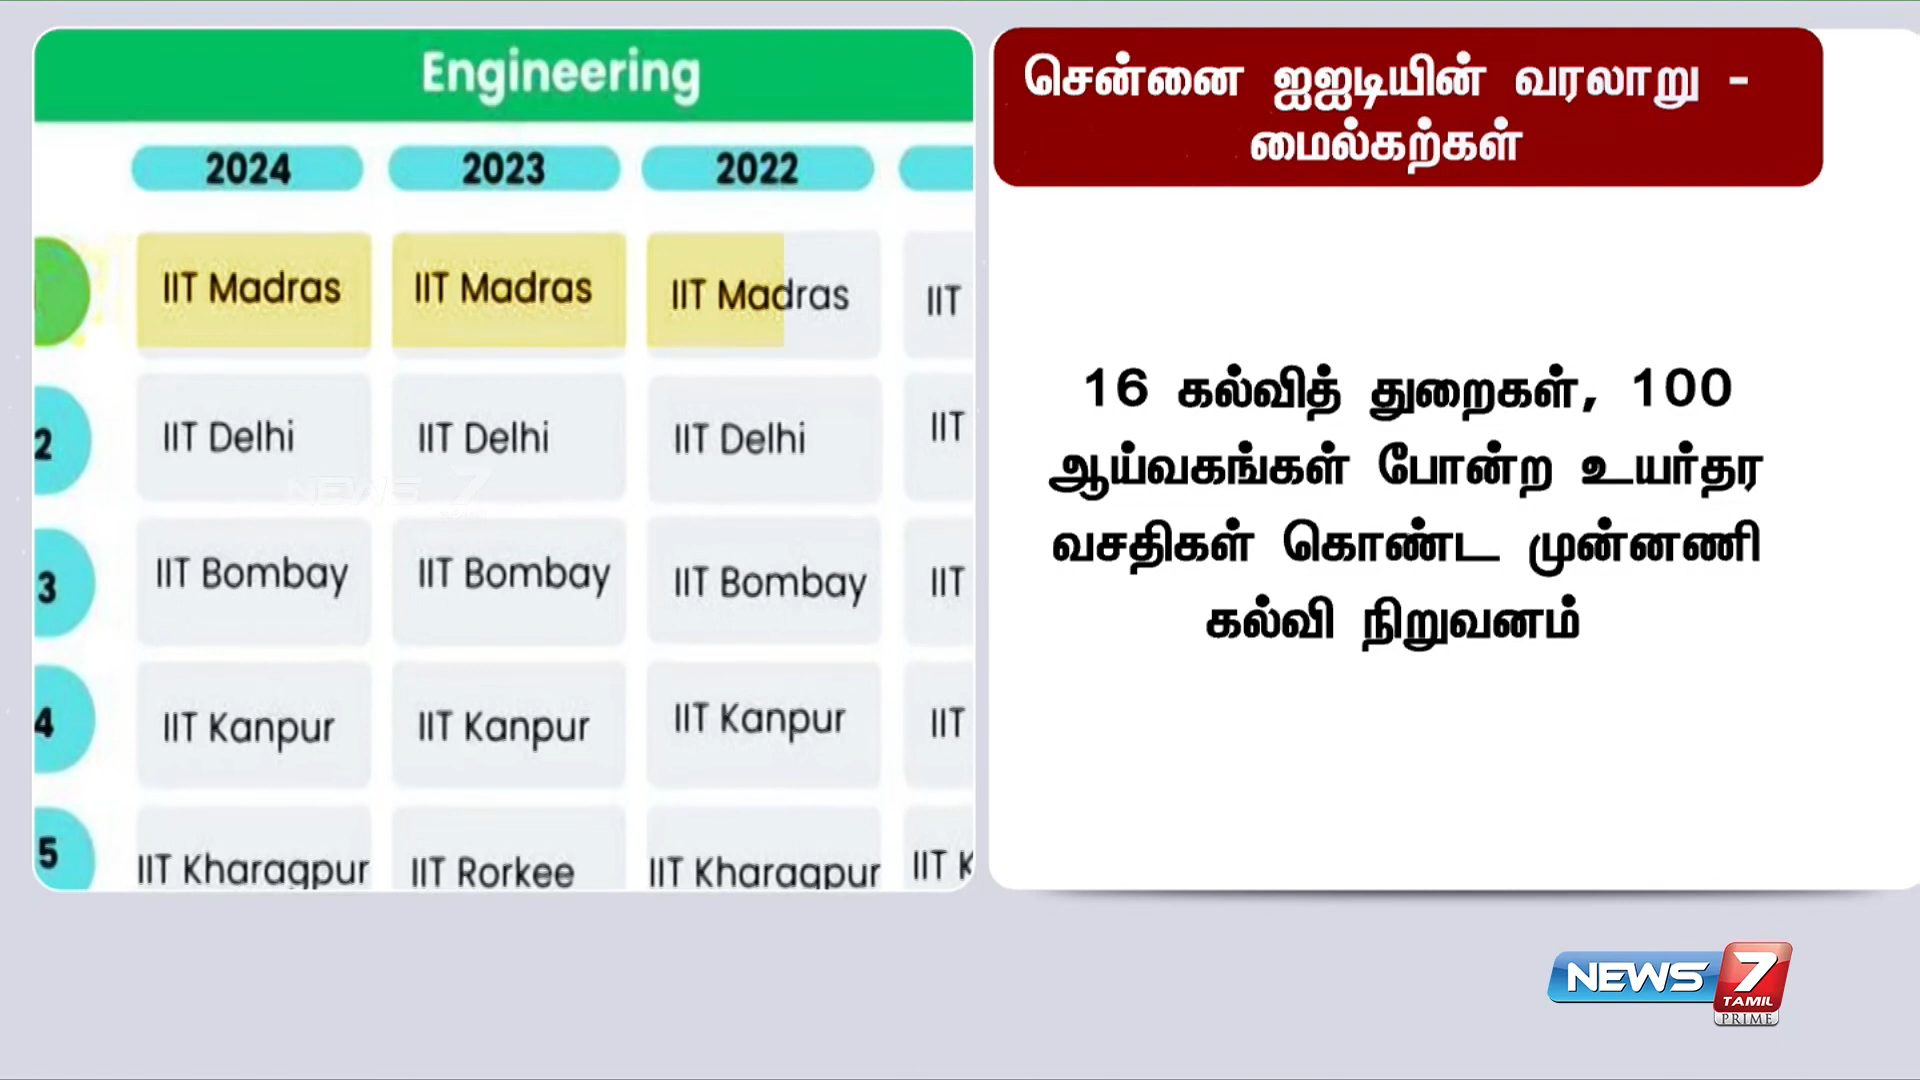 Engineering
2024 2023 2022
IIT Madras IIT Madras IIT Madras IIT
2 IIT Delhi IIT Delhi IIT Delhi IIT
3 IIT Bombay IIT Bombay IIT Bombay IIT
4 IIT Kanpur IIT Kanpur IIT Kanpur IIT
5 IIT Kharagpur IIT Rorkee IIT Kharagpur IIT K
NEWS 7
சென்னை ஐஐடியின் வரலாறு -
மைல்கற்கள்
16 கல்வித் துறைகள், 100
ஆய்வகங்கள் போன்ற உயர்தர
வசதிகள் கொண்ட முன்னணி
கல்வி நிறுவனம்
NEWS 7
TAMIL
PRIME